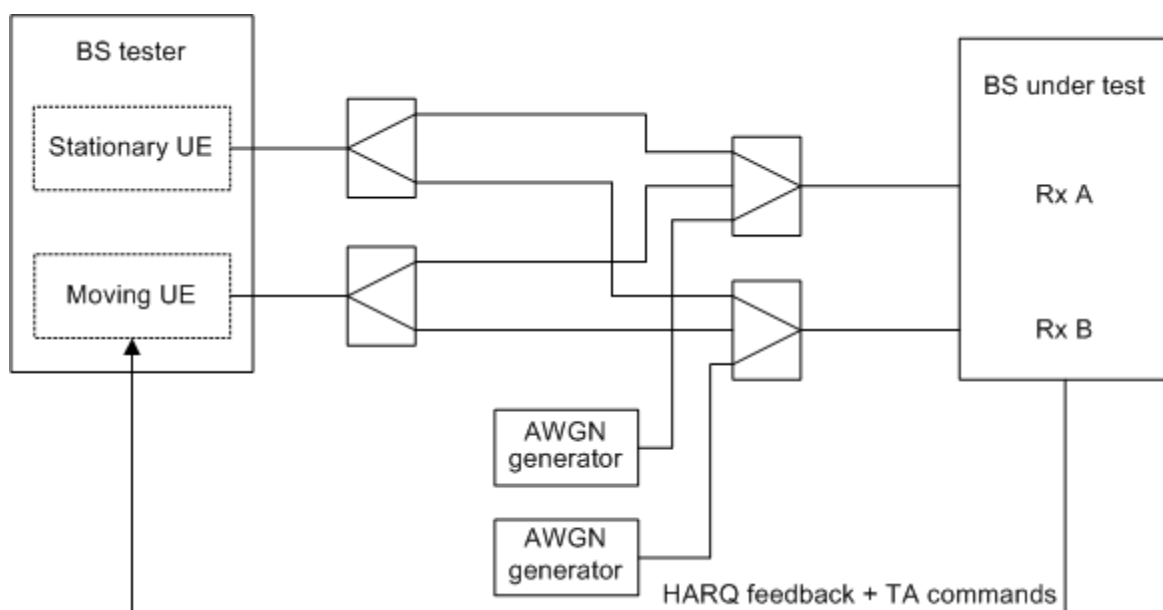 BS tester
Stationary UE
Moving UE
BS under test
Rx A
Rx B
AWGN
generator
AWGN
generator
HARQ feedback + TA commands